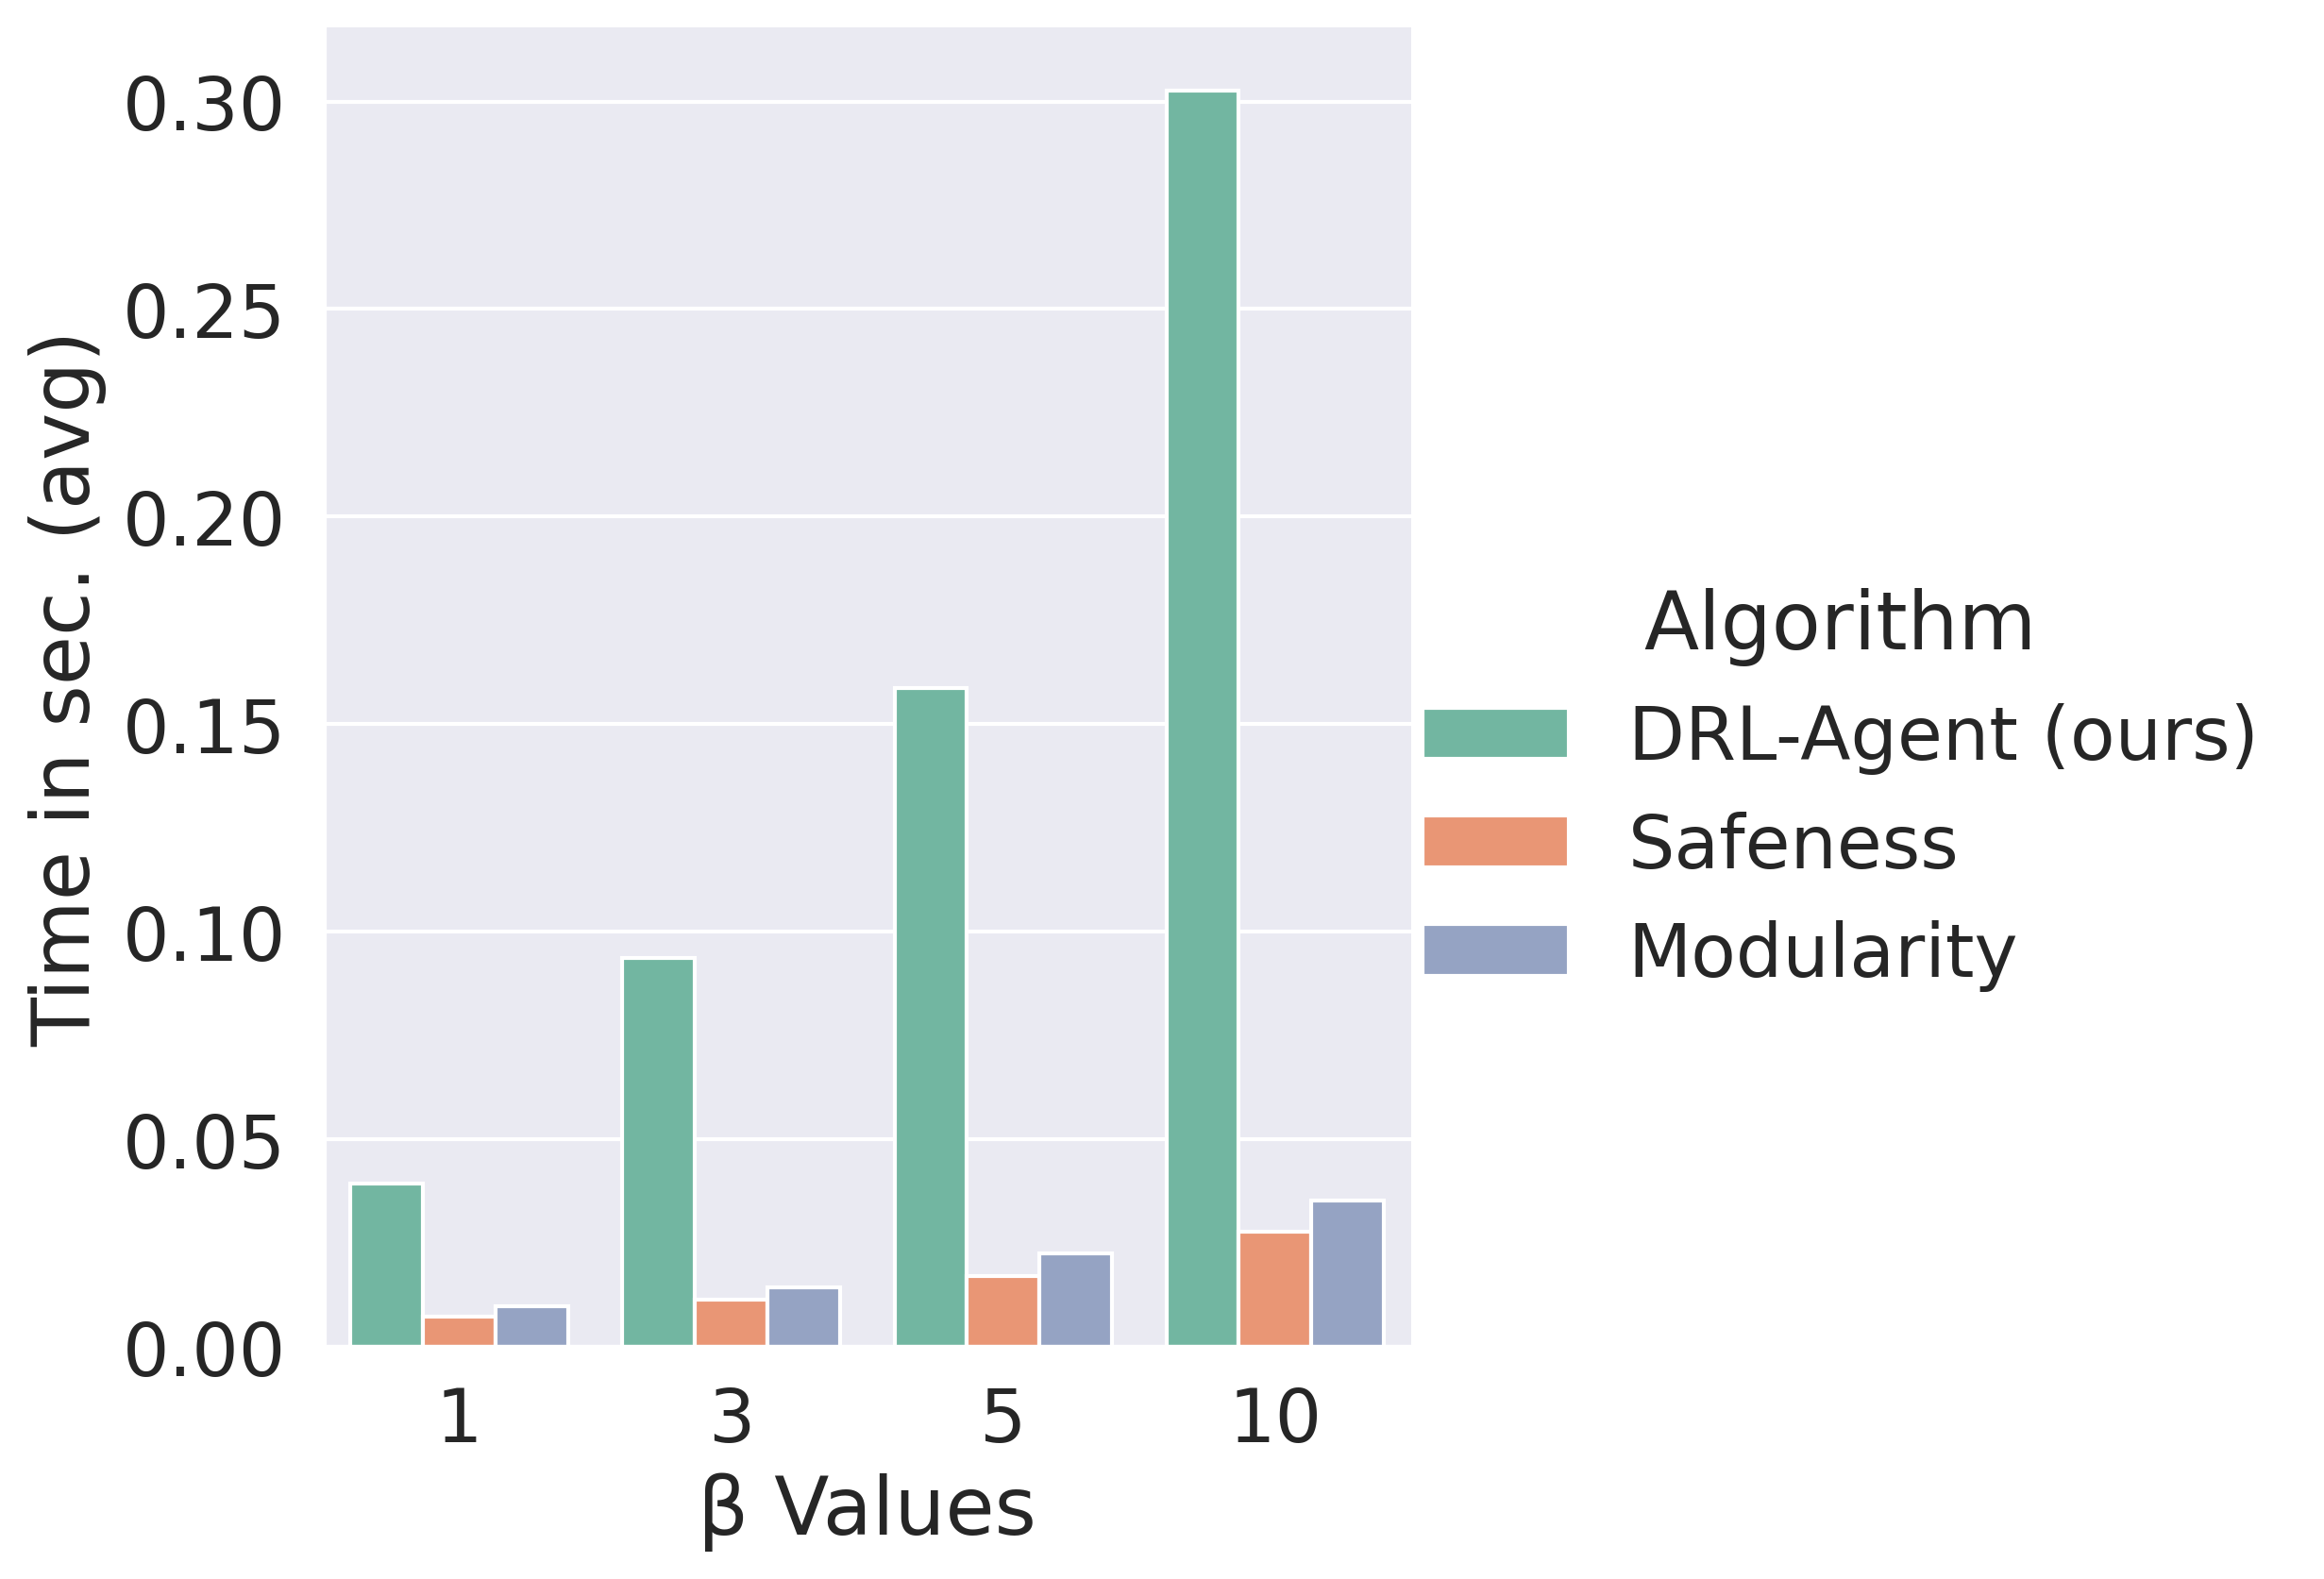 Time in sec. (avg)
0.30
0.25
0.20
0.15
0.10
0.05
0.00
1 3 5 10
β Values
Algorithm
DRL-Agent (ours)
Safeness
Modularity